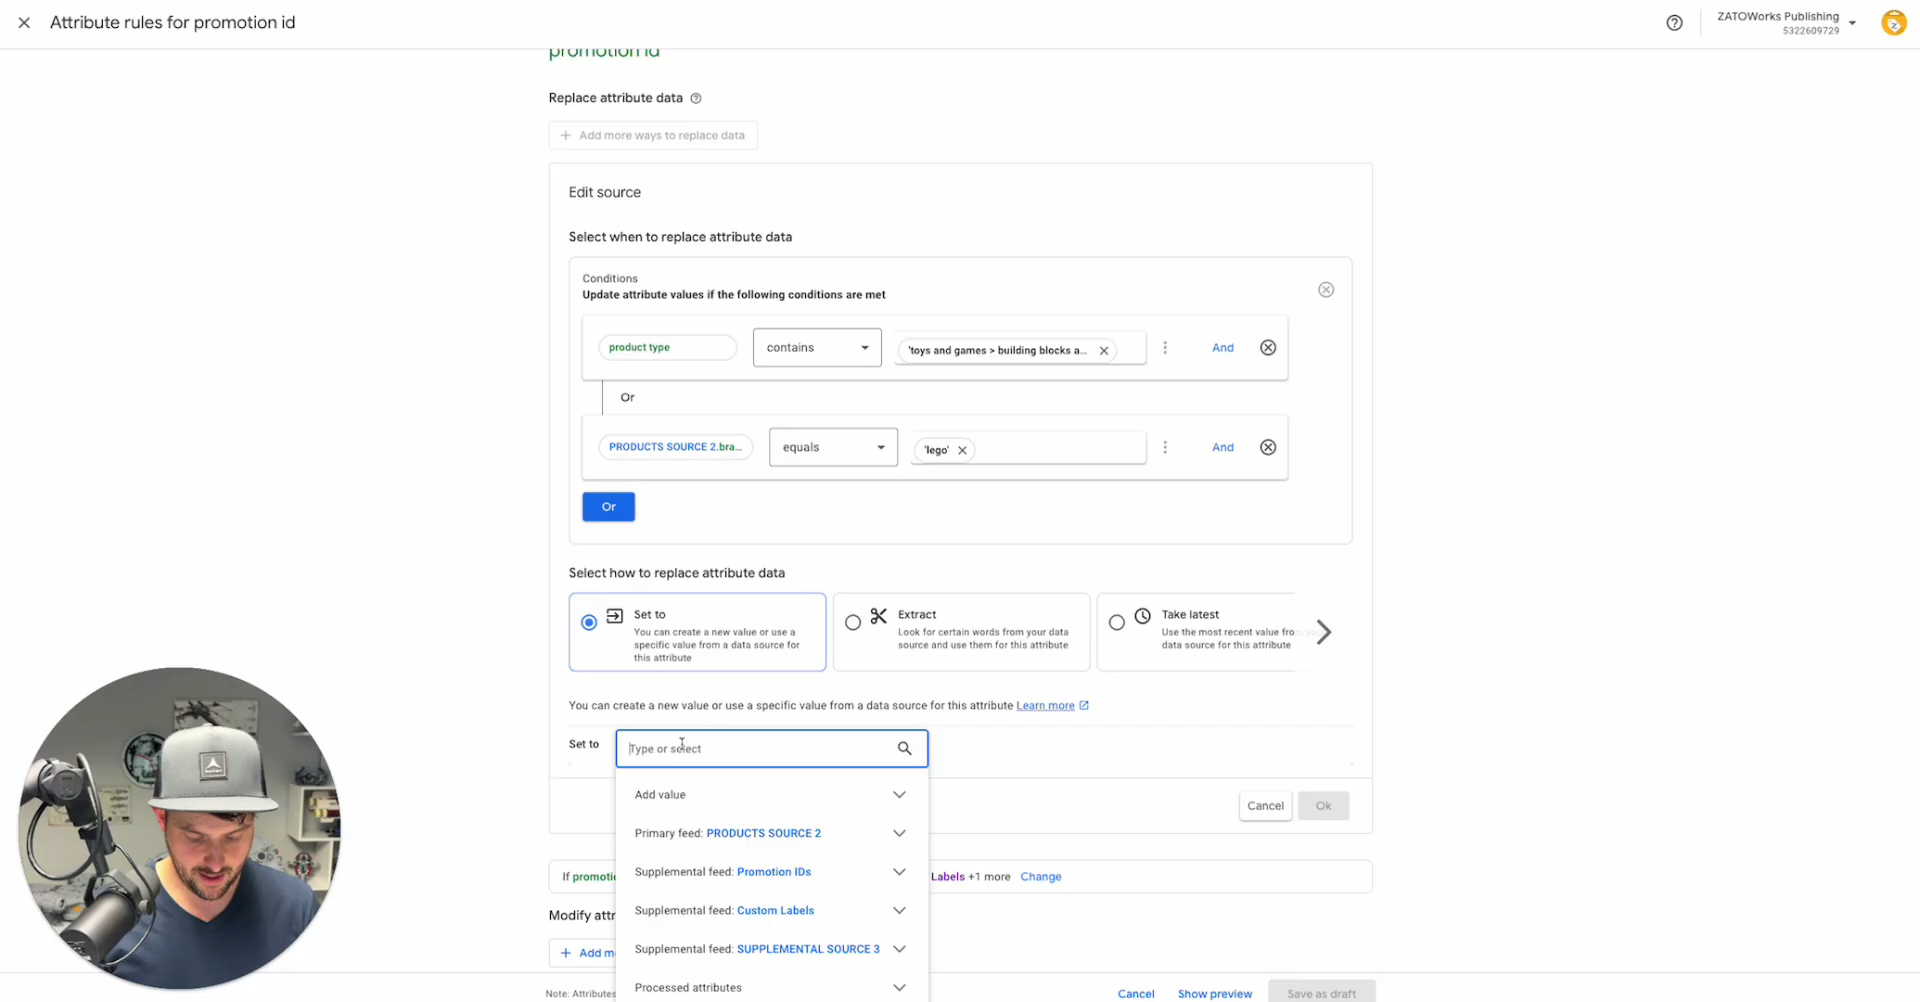 Attribute rules for promotion id
ZATOWorks Publishing
5322609729
promotion id
Replace attribute data
+ Add more ways to replace data
Edit source
Select when to replace attribute data
Conditions
Update attribute values if the following conditions are met
product type
contains
'toys and games > building blocks a...
And
Or
PRODUCTS SOURCE 2.bra...
equals
'lego'
And
Or
Select how to replace attribute data
Set to
You can create a new value or use a
specific value from a data source for
this attribute
Extract
Look for certain words from your data
source and use them for this attribute
Take latest
Use the most recent value from you
data source for this attribute
You can create a new value or use a specific value from a data source for this attribute Learn more
Set to
Type or select
Add value
Primary feed: PRODUCTS SOURCE 2
Supplemental feed: Promotion IDs
Supplemental feed: Custom Labels
Supplemental feed: SUPPLEMENTAL SOURCE 3
Processed attributes
Cancel
Ok
If promotio
Labels +1 more Change
Modify attr
+ Add mo
Note: Attributes
Cancel
Show preview
Save as draft